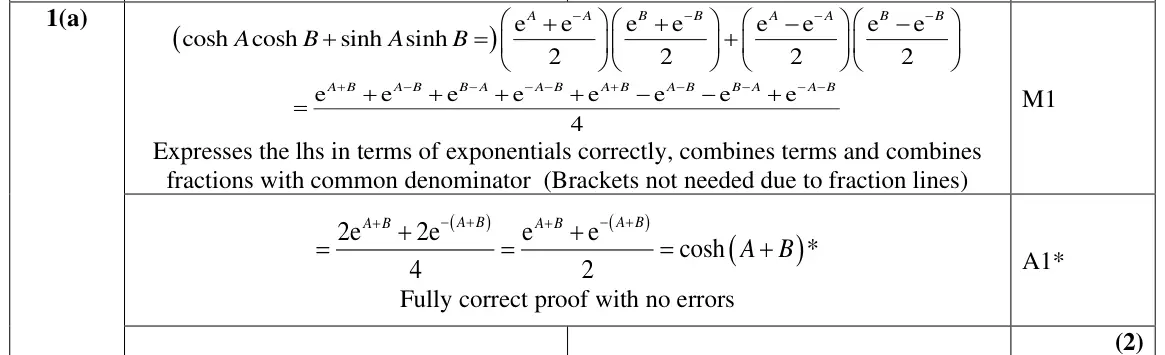 1(a)
(cosh A cosh B + sinh A sinh B =) ((e^A + e^−A)/2)((e^B + e^−B)/2) + ((e^A − e^−A)/2)((e^B − e^−B)/2)
= (e^(A+B) + e^(A−B) + e^(B−A) + e^(−A−B) + e^(A+B) − e^(A−B) − e^(B−A) + e^(−A−B))/4
M1
Expresses the lhs in terms of exponentials correctly, combines terms and combines
fractions with common denominator (Brackets not needed due to fraction lines)
= (2e^(A+B) + 2e^−(A+B))/4 = (e^(A+B) + e^−(A+B))/2 = cosh(A + B)*
A1*
Fully correct proof with no errors
(2)